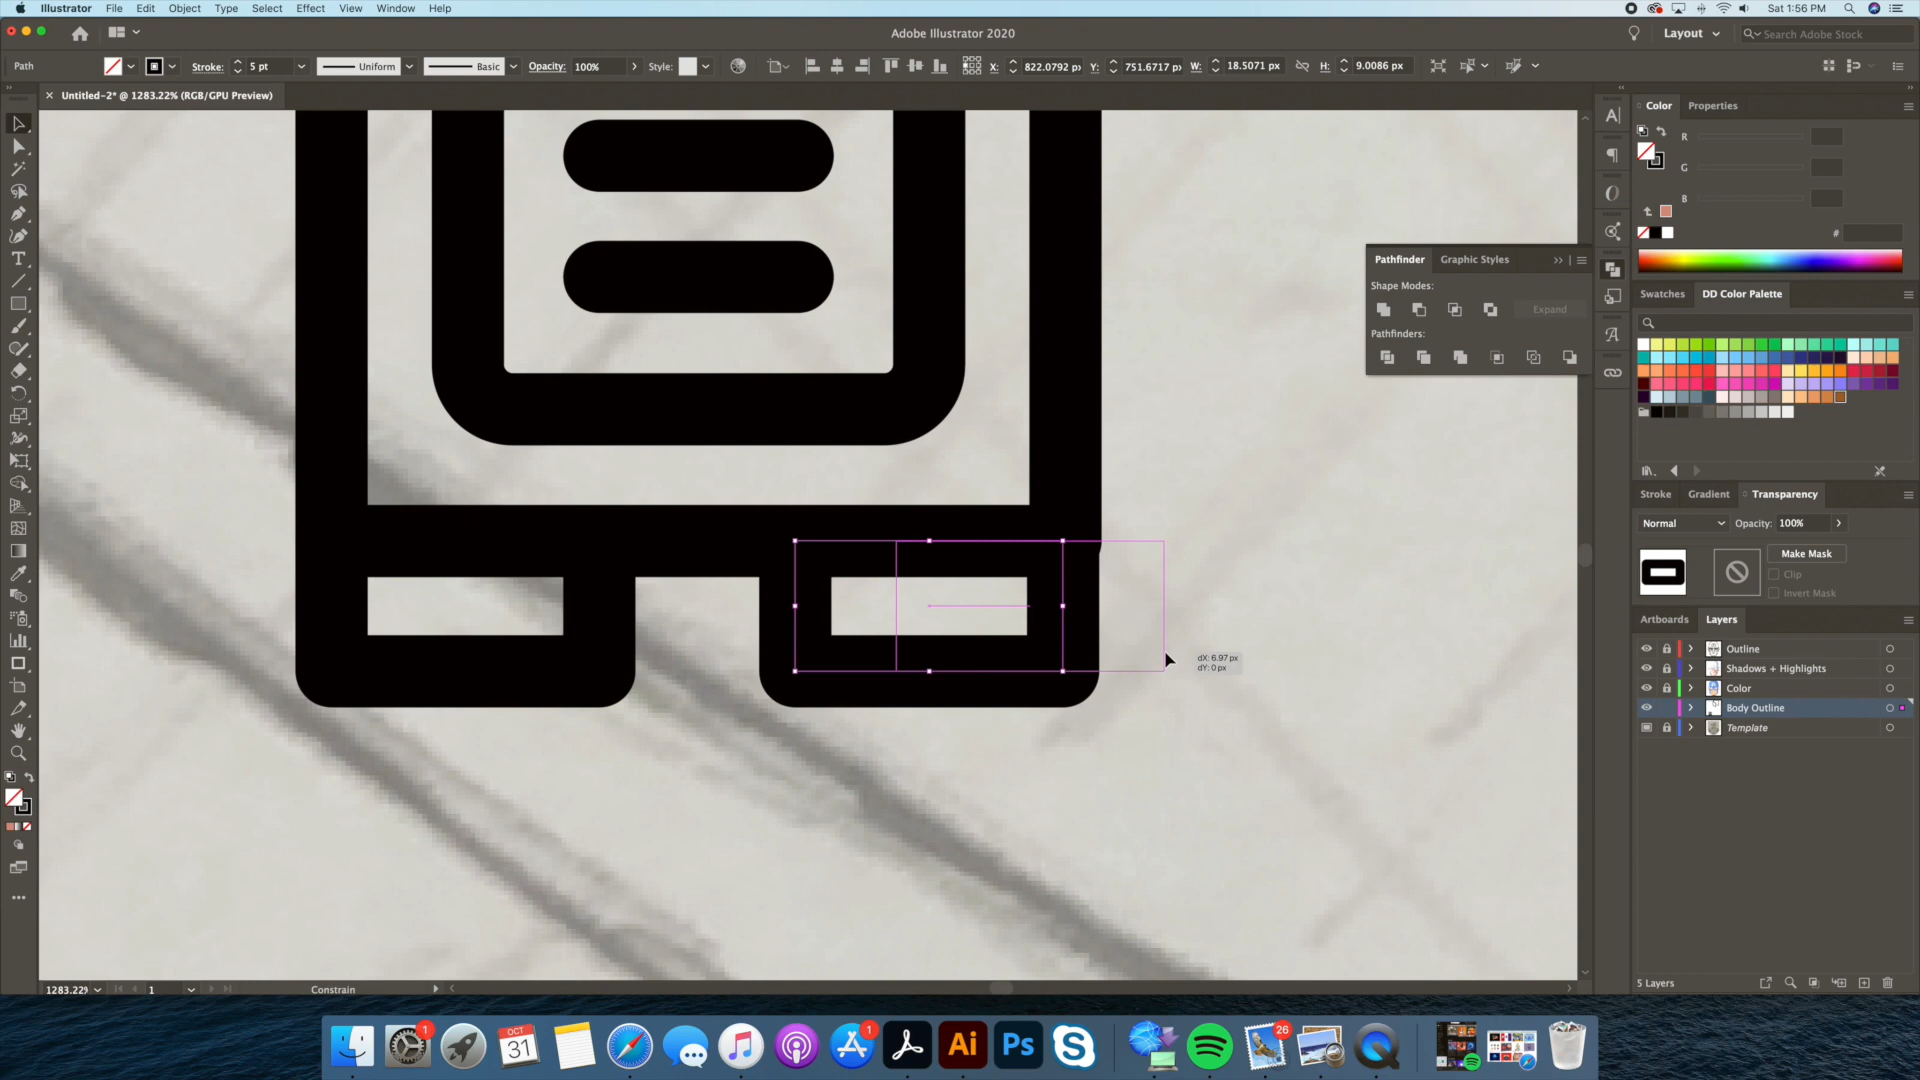 Illustrator File Edit Object Type Select Effect View Window Help
Sat 1:56 PM
Adobe Illustrator 2020
Layout
Search Adobe Stock
Path
Stroke: 5 pt
Uniform
Basic
Opacity: 100%
Style:
X: 822.0792 px
Y: 751.6717 px
W: 18.5071 px
H: 9.0086 px
Untitled-2* @ 1283.22% (RGB/GPU Preview)
Color Properties
R
G
B
#
Pathfinder Graphic Styles
Shape Modes:
Expand
Pathfinders:
Swatches DD Color Palette
Stroke Gradient Transparency
Normal Opacity: 100%
Make Mask
Clip
Invert Mask
Artboards Layers
Outline
Shadows + Highlights
Color
Body Outline
Template
dX: 6.97 px
dY: 0 px
5 Layers
1283.22%
1
Constrain
1
OCT
31
1
Ai
Ps
26